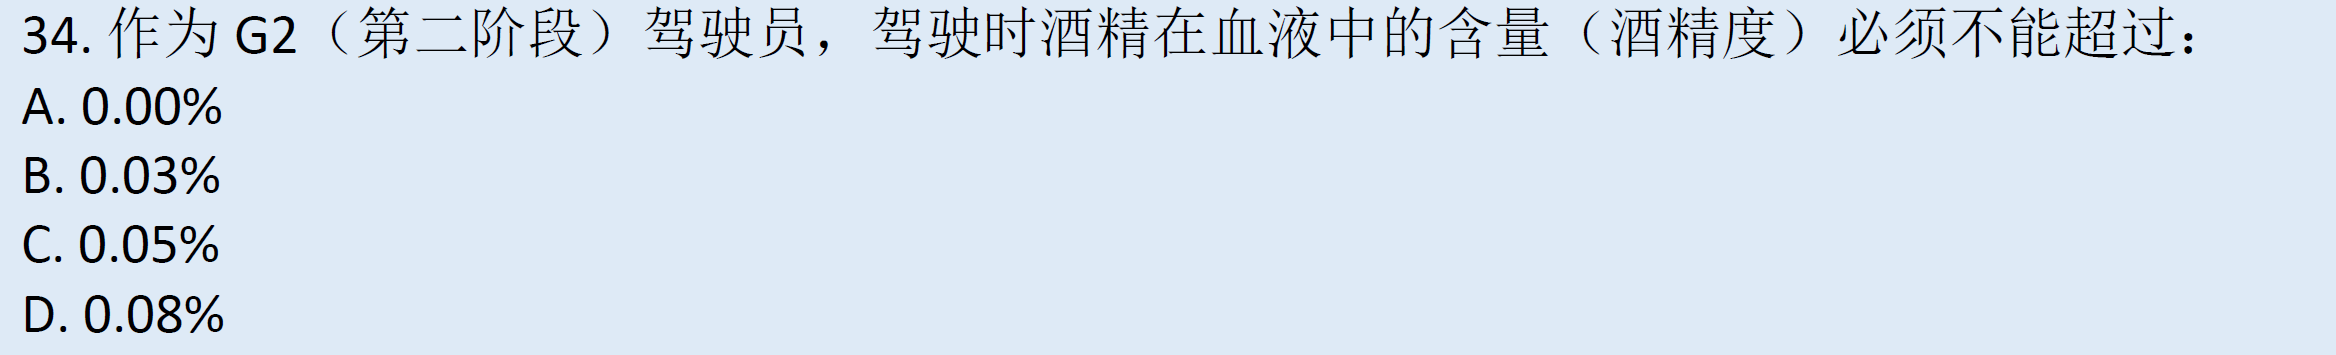 34. 作为 G2（第二阶段）驾驶员，驾驶时酒精在血液中的含量（酒精度）必须不能超过：
A. 0.00%
B. 0.03%
C. 0.05%
D. 0.08%